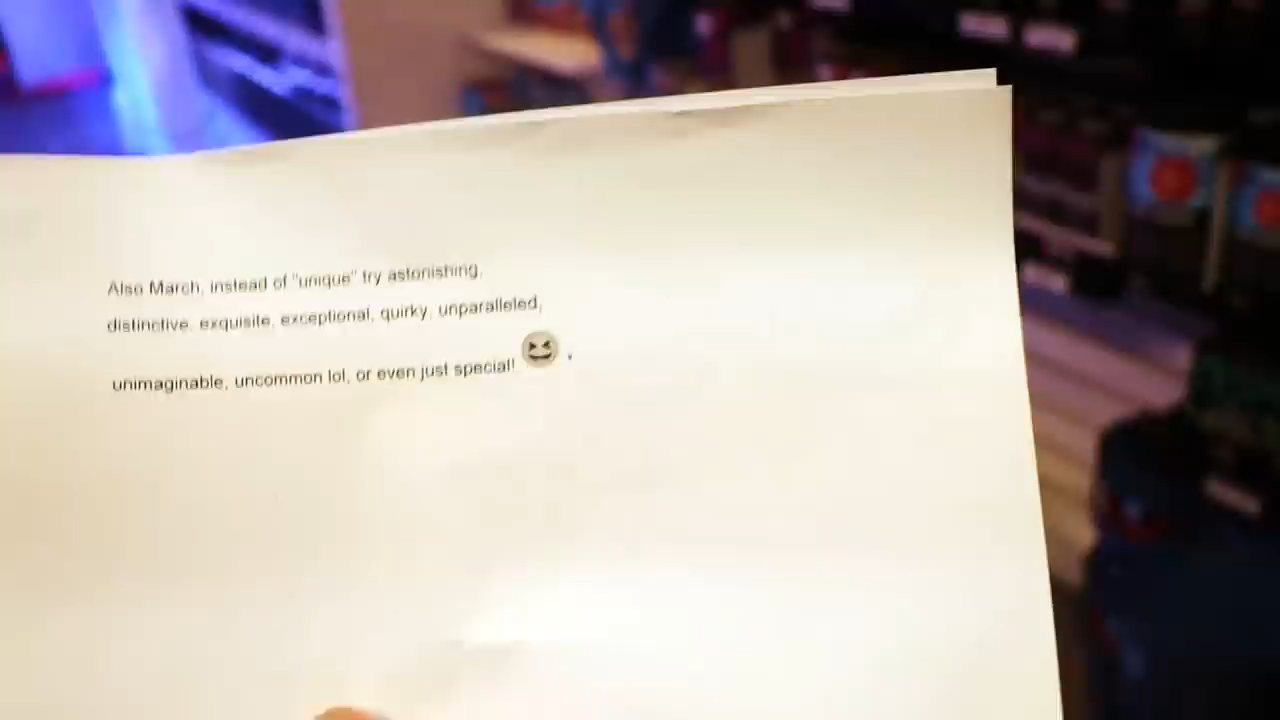 Also March, instead of "unique" try astonishing,
distinctive, exquisite, exceptional, quirky, unparalleled,
unimaginable, uncommon lol, or even just special! 😆 .